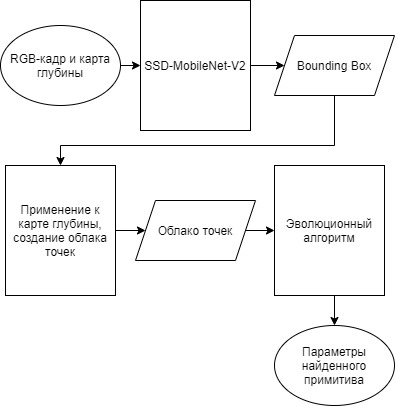 RGB-кадр и карта
глубины
SSD-MobileNet-V2
Bounding Box
Применение к
карте глубины,
создание облака
точек
Облако точек
Эволюционный
алгоритм
Параметры
найденного
примитива